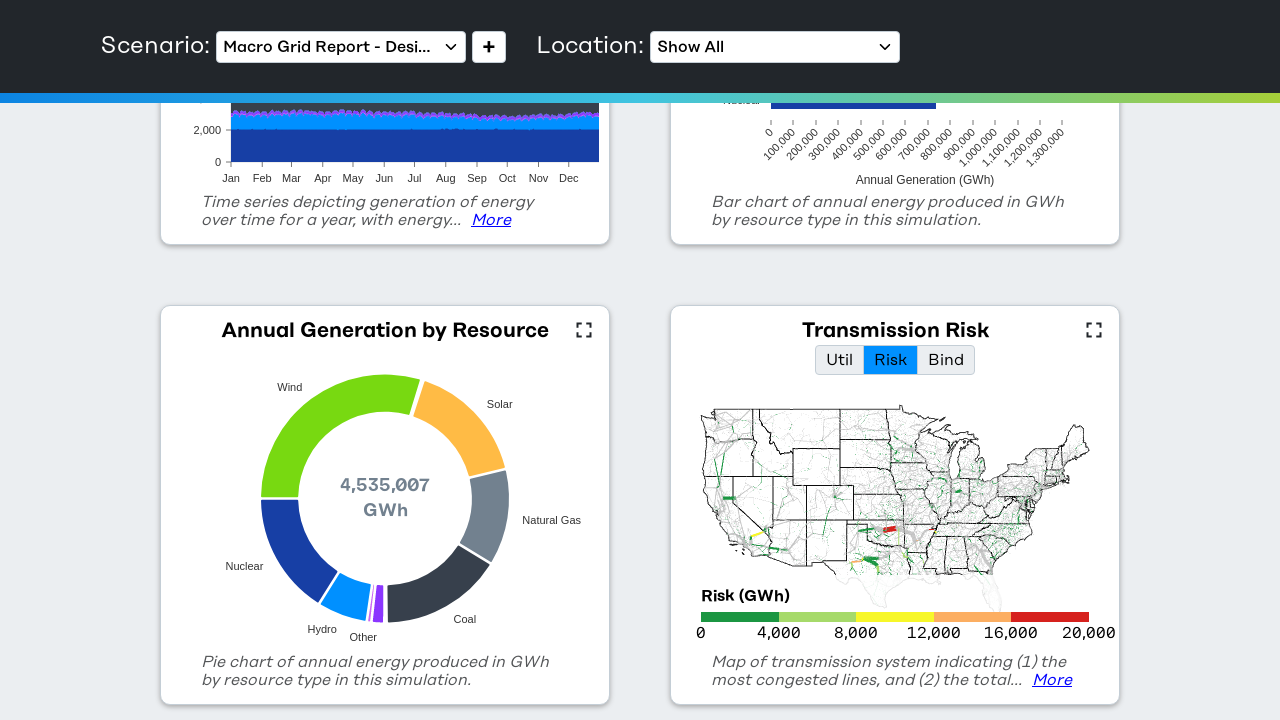 Scenario:
Macro Grid Report - Desi...
+
Location:
Show All
2,000
0
Jan Feb Mar Apr May Jun Jul Aug Sep Oct Nov Dec
Time series depicting generation of energy
over time for a year, with energy... More
0
100,000
200,000
300,000
400,000
500,000
600,000
700,000
800,000
900,000
1,000,000
1,100,000
1,200,000
1,300,000
Annual Generation (GWh)
Bar chart of annual energy produced in GWh
by resource type in this simulation.
Annual Generation by Resource
Wind
Solar
4,535,007
GWh
Natural Gas
Nuclear
Coal
Hydro
Other
Pie chart of annual energy produced in GWh
by resource type in this simulation.
Transmission Risk
Util Risk Bind
Risk (GWh)
0 4,000 8,000 12,000 16,000 20,000
Map of transmission system indicating (1) the
most congested lines, and (2) the total... More